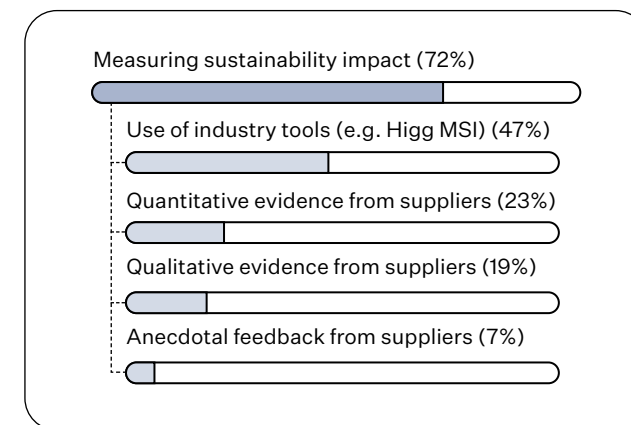 Measuring sustainability impact (72%)
Use of industry tools (e.g. Higg MSI) (47%)
Quantitative evidence from suppliers (23%)
Qualitative evidence from suppliers (19%)
Anecdotal feedback from suppliers (7%)